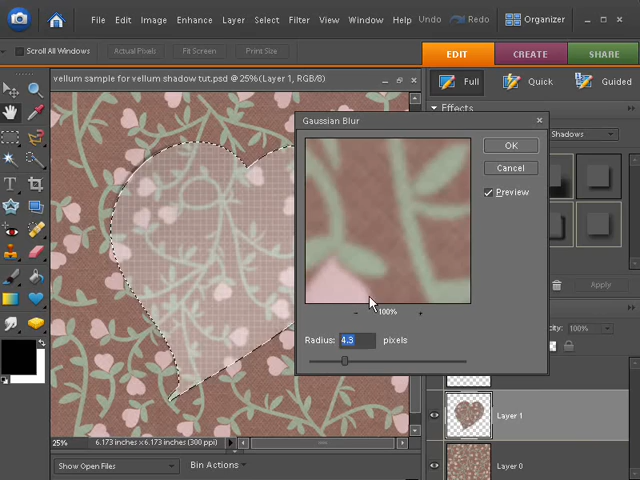 File Edit Image Enhance Layer Select Filter View Window Help Undo Redo Organizer
Scroll All Windows Actual Pixels Fit Screen Print Size
EDIT CREATE SHARE
vellum sample for vellum shadow tut.psd @ 25%(Layer 1, RGB/8)
Full Quick Guided
Effects
Gaussian Blur
Shadows
OK
Cancel
Preview
Apply
- 100% +
Radius: 4.3 pixels
Opacity: 100%
T
Layer 1
25% 6.173 inches x 6.173 inches (300 ppi)
Show Open Files Bin Actions
Layer 0